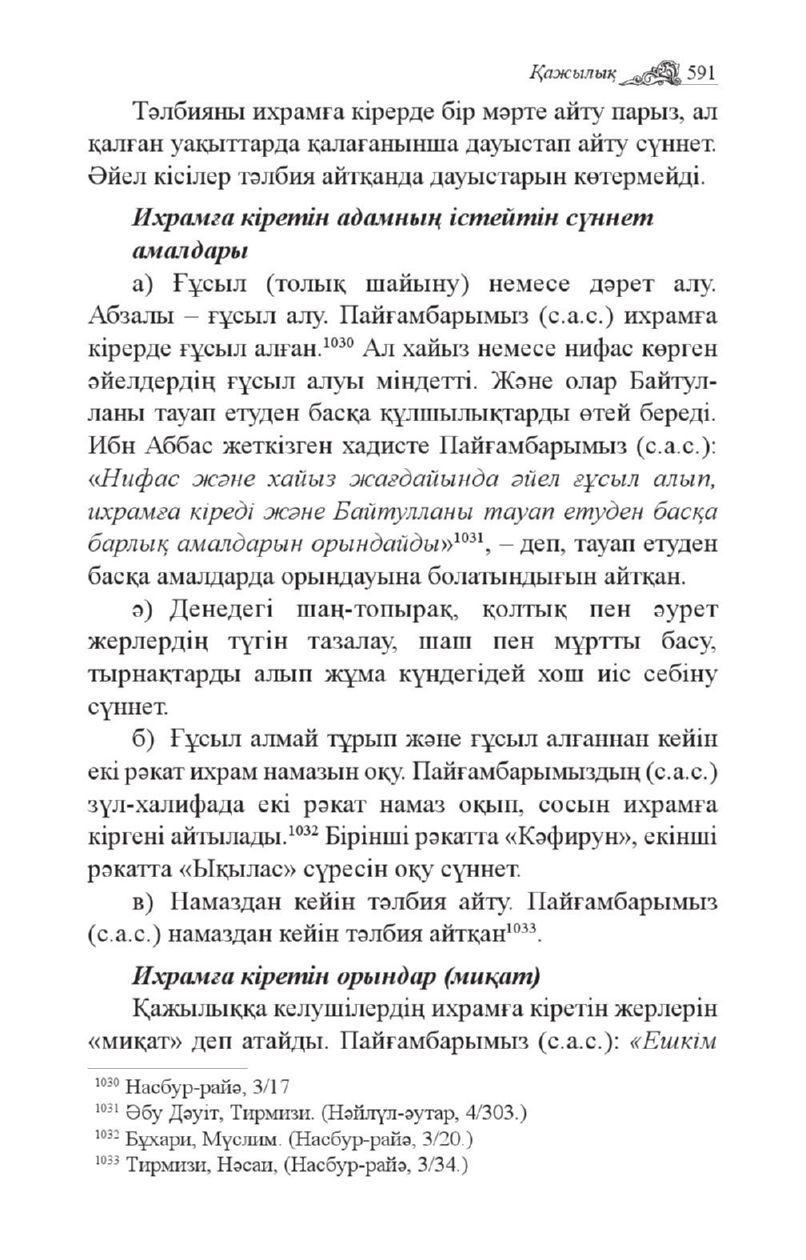 Қажылық 591
Тәлбияны ихрамға кірерде бір мәрте айту парыз, ал
қалған уақыттарда қалағанынша дауыстап айту сүннет.
Әйел кісілер тәлбия айтқанда дауыстарын көтермейді.
Ихрамға кіретін адамның істейтін сүннет
амалдары
а) Ғұсыл (толық шайыну) немесе дәрет алу.
Абзалы – ғұсыл алу. Пайғамбарымыз (с.а.с.) ихрамға
кірерде ғұсыл алған.¹⁰³⁰ Ал хайыз немесе нифас көрген
әйелдердің ғұсыл алуы міндетті. Және олар Байтул-
ланы тауап етуден басқа құлшылықтарды өтей береді.
Ибн Аббас жеткізген хадисте Пайғамбарымыз (с.а.с.):
«Нифас және хайыз жағдайында әйел ғұсыл алып,
ихрамға кіреді және Байтулланы тауап етуден басқа
барлық амалдарын орындайды»¹⁰³¹, – деп, тауап етуден
басқа амалдарда орындауына болатындығын айтқан.
ә) Денедегі шаң-топырақ, қолтық пен әурет
жерлердің түгін тазалау, шаш пен мұртты басу,
тырнақтарды алып жұма күндегідей хош иіс себіну
сүннет.
б) Ғұсыл алмай тұрып және ғұсыл алғаннан кейін
екі рәкат ихрам намазын оқу. Пайғамбарымыздың (с.а.с.)
зүл-халифада екі рәкат намаз оқып, сосын ихрамға
кіргені айтылады.¹⁰³² Бірінші рәкатта «Кәфирун», екінші
рәкатта «Ықылас» сүресін оқу сүннет.
в) Намаздан кейін тәлбия айту. Пайғамбарымыз
(с.а.с.) намаздан кейін тәлбия айтқан¹⁰³³.
Ихрамға кіретін орындар (миқат)
Қажылыққа келушілердің ихрамға кіретін жерлерін
«миқат» деп атайды. Пайғамбарымыз (с.а.с.): «Ешкім
¹⁰³⁰ Насбур-райә, 3/17
¹⁰³¹ Әбу Дәуіт, Тирмизи. (Нәйлүл-әутар, 4/303.)
¹⁰³² Бұхари, Мүслим. (Насбур-райә, 3/20.)
¹⁰³³ Тирмизи, Нәсаи, (Насбур-райә, 3/34.)